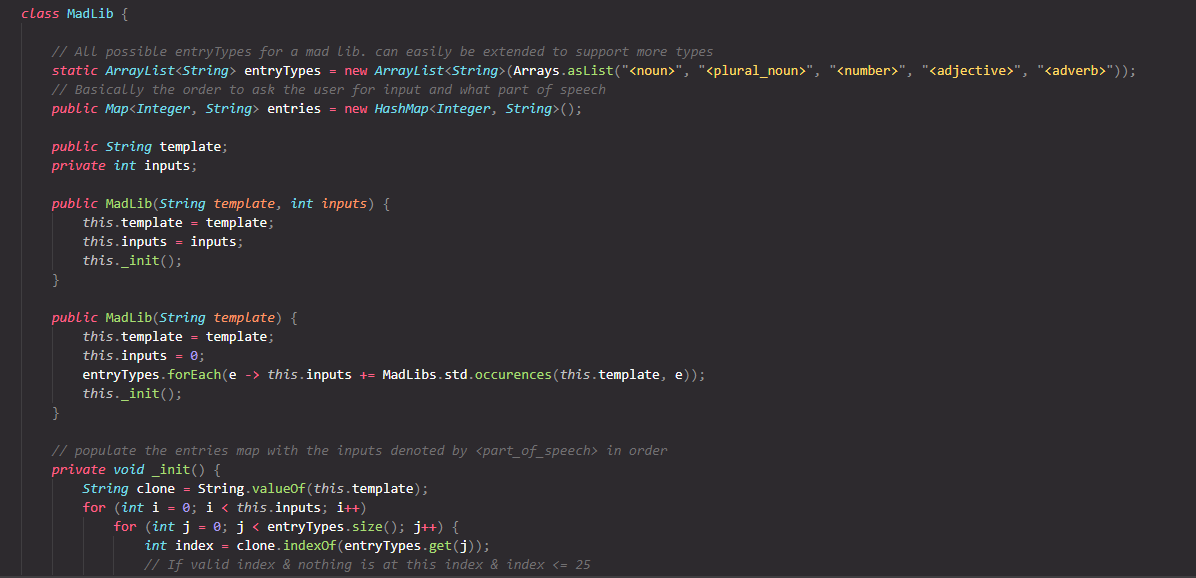 class MadLib {
// All possible entryTypes for a mad lib. can easily be extended to support more types
static ArrayList<String> entryTypes = new ArrayList<String>(Arrays.asList("<noun>", "<plural_noun>", "<number>", "<adjective>", "<adverb>"));
// Basically the order to ask the user for input and what part of speech
public Map<Integer, String> entries = new HashMap<Integer, String>();
public String template;
private int inputs;
public MadLib(String template, int inputs) {
this.template = template;
this.inputs = inputs;
this._init();
}
public MadLib(String template) {
this.template = template;
this.inputs = 0;
entryTypes.forEach(e -> this.inputs += MadLibs.std.occurences(this.template, e));
this._init();
}
// populate the entries map with the inputs denoted by <part_of_speech> in order
private void _init() {
String clone = String.valueOf(this.template);
for (int i = 0; i < this.inputs; i++)
for (int j = 0; j < entryTypes.size(); j++) {
int index = clone.indexOf(entryTypes.get(j));
// If valid index & nothing is at this index & index <= 25